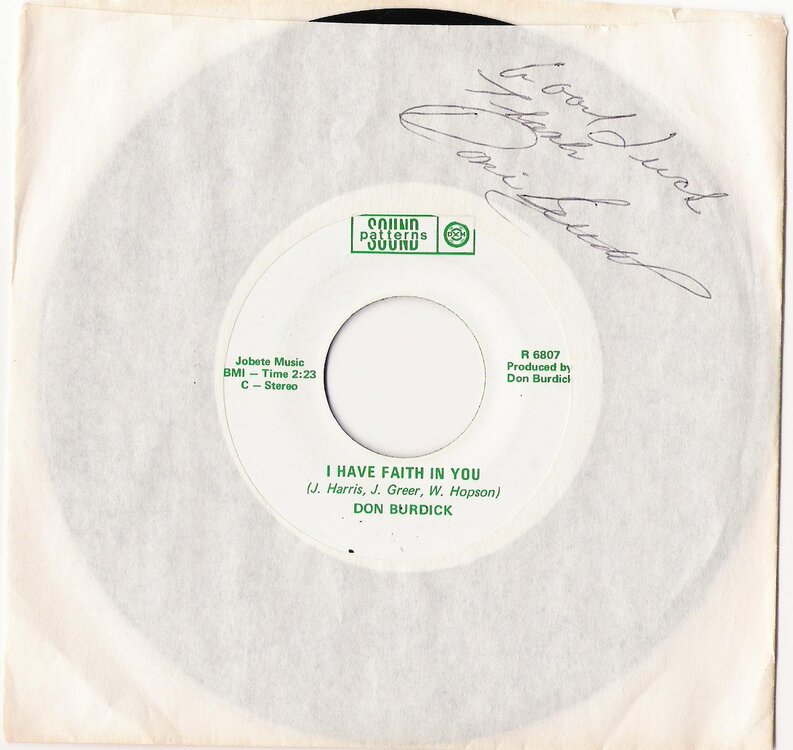 Good Luck
SOUND
patterns
SOUND
Jobete Music
BMI — Time 2:23
C — Stereo
R 6807
Produced by
Don Burdick
I HAVE FAITH IN YOU
(J. Harris, J. Greer, W. Hopson)
DON BURDICK